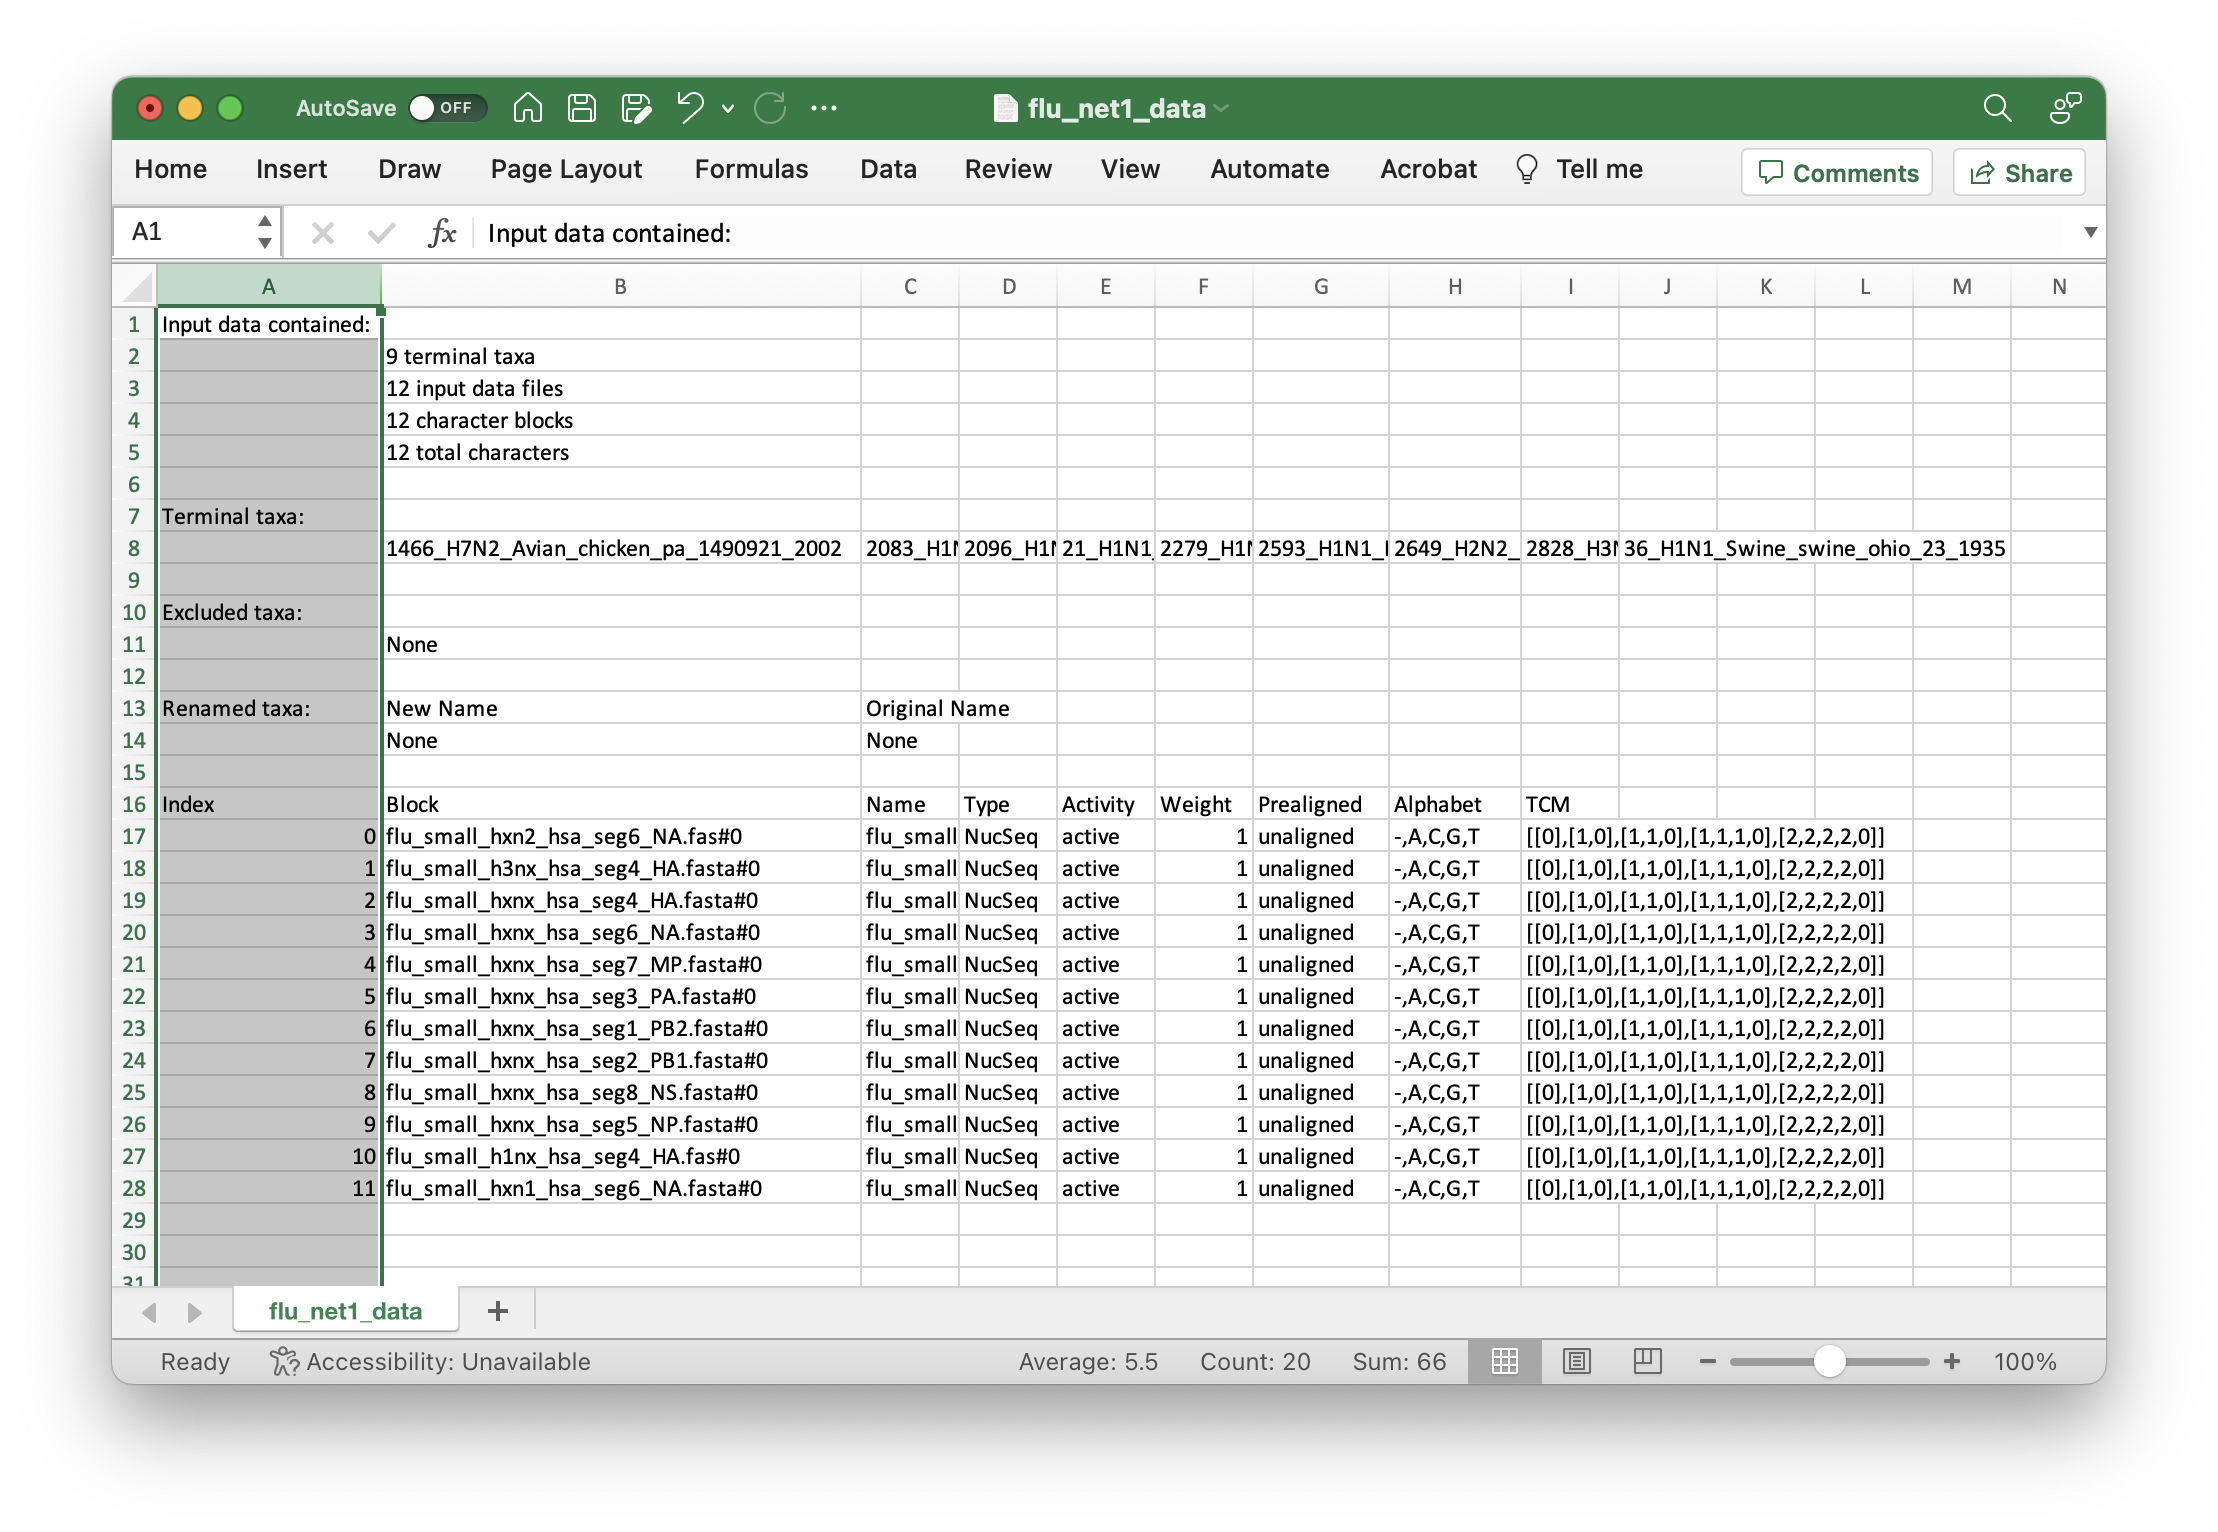 AutoSave OFF flu_net1_data
Home Insert Draw Page Layout Formulas Data Review View Automate Acrobat Tell me Comments Share
A1 fx Input data contained:
A B C D E F G H I J K L M N
1 Input data contained:
2 9 terminal taxa
3 12 input data files
4 12 character blocks
5 12 total characters
6
7 Terminal taxa:
8 1466_H7N2_Avian_chicken_pa_1490921_2002 2083_H1N 2096_H1N 21_H1N1_ 2279_H1N 2593_H1N1_ 2649_H2N2_ 2828_H3N 36_H1N1_Swine_swine_ohio_23_1935
9
10 Excluded taxa:
11 None
12
13 Renamed taxa: New Name Original Name
14 None None
15
16 Index Block Name Type Activity Weight Prealigned Alphabet TCM
17 0 flu_small_hxn2_hsa_seg6_NA.fas#0 flu_small NucSeq active 1 unaligned -,A,C,G,T [[0],[1,0],[1,1,0],[1,1,1,0],[2,2,2,2,0]]
18 1 flu_small_h3nx_hsa_seg4_HA.fasta#0 flu_small NucSeq active 1 unaligned -,A,C,G,T [[0],[1,0],[1,1,0],[1,1,1,0],[2,2,2,2,0]]
19 2 flu_small_hxnx_hsa_seg4_HA.fasta#0 flu_small NucSeq active 1 unaligned -,A,C,G,T [[0],[1,0],[1,1,0],[1,1,1,0],[2,2,2,2,0]]
20 3 flu_small_hxnx_hsa_seg6_NA.fasta#0 flu_small NucSeq active 1 unaligned -,A,C,G,T [[0],[1,0],[1,1,0],[1,1,1,0],[2,2,2,2,0]]
21 4 flu_small_hxnx_hsa_seg7_MP.fasta#0 flu_small NucSeq active 1 unaligned -,A,C,G,T [[0],[1,0],[1,1,0],[1,1,1,0],[2,2,2,2,0]]
22 5 flu_small_hxnx_hsa_seg3_PA.fasta#0 flu_small NucSeq active 1 unaligned -,A,C,G,T [[0],[1,0],[1,1,0],[1,1,1,0],[2,2,2,2,0]]
23 6 flu_small_hxnx_hsa_seg1_PB2.fasta#0 flu_small NucSeq active 1 unaligned -,A,C,G,T [[0],[1,0],[1,1,0],[1,1,1,0],[2,2,2,2,0]]
24 7 flu_small_hxnx_hsa_seg2_PB1.fasta#0 flu_small NucSeq active 1 unaligned -,A,C,G,T [[0],[1,0],[1,1,0],[1,1,1,0],[2,2,2,2,0]]
25 8 flu_small_hxnx_hsa_seg8_NS.fasta#0 flu_small NucSeq active 1 unaligned -,A,C,G,T [[0],[1,0],[1,1,0],[1,1,1,0],[2,2,2,2,0]]
26 9 flu_small_hxnx_hsa_seg5_NP.fasta#0 flu_small NucSeq active 1 unaligned -,A,C,G,T [[0],[1,0],[1,1,0],[1,1,1,0],[2,2,2,2,0]]
27 10 flu_small_h1nx_hsa_seg4_HA.fas#0 flu_small NucSeq active 1 unaligned -,A,C,G,T [[0],[1,0],[1,1,0],[1,1,1,0],[2,2,2,2,0]]
28 11 flu_small_hxn1_hsa_seg6_NA.fasta#0 flu_small NucSeq active 1 unaligned -,A,C,G,T [[0],[1,0],[1,1,0],[1,1,1,0],[2,2,2,2,0]]
29
30
31
flu_net1_data +
Ready Accessibility: Unavailable Average: 5.5 Count: 20 Sum: 66 100%